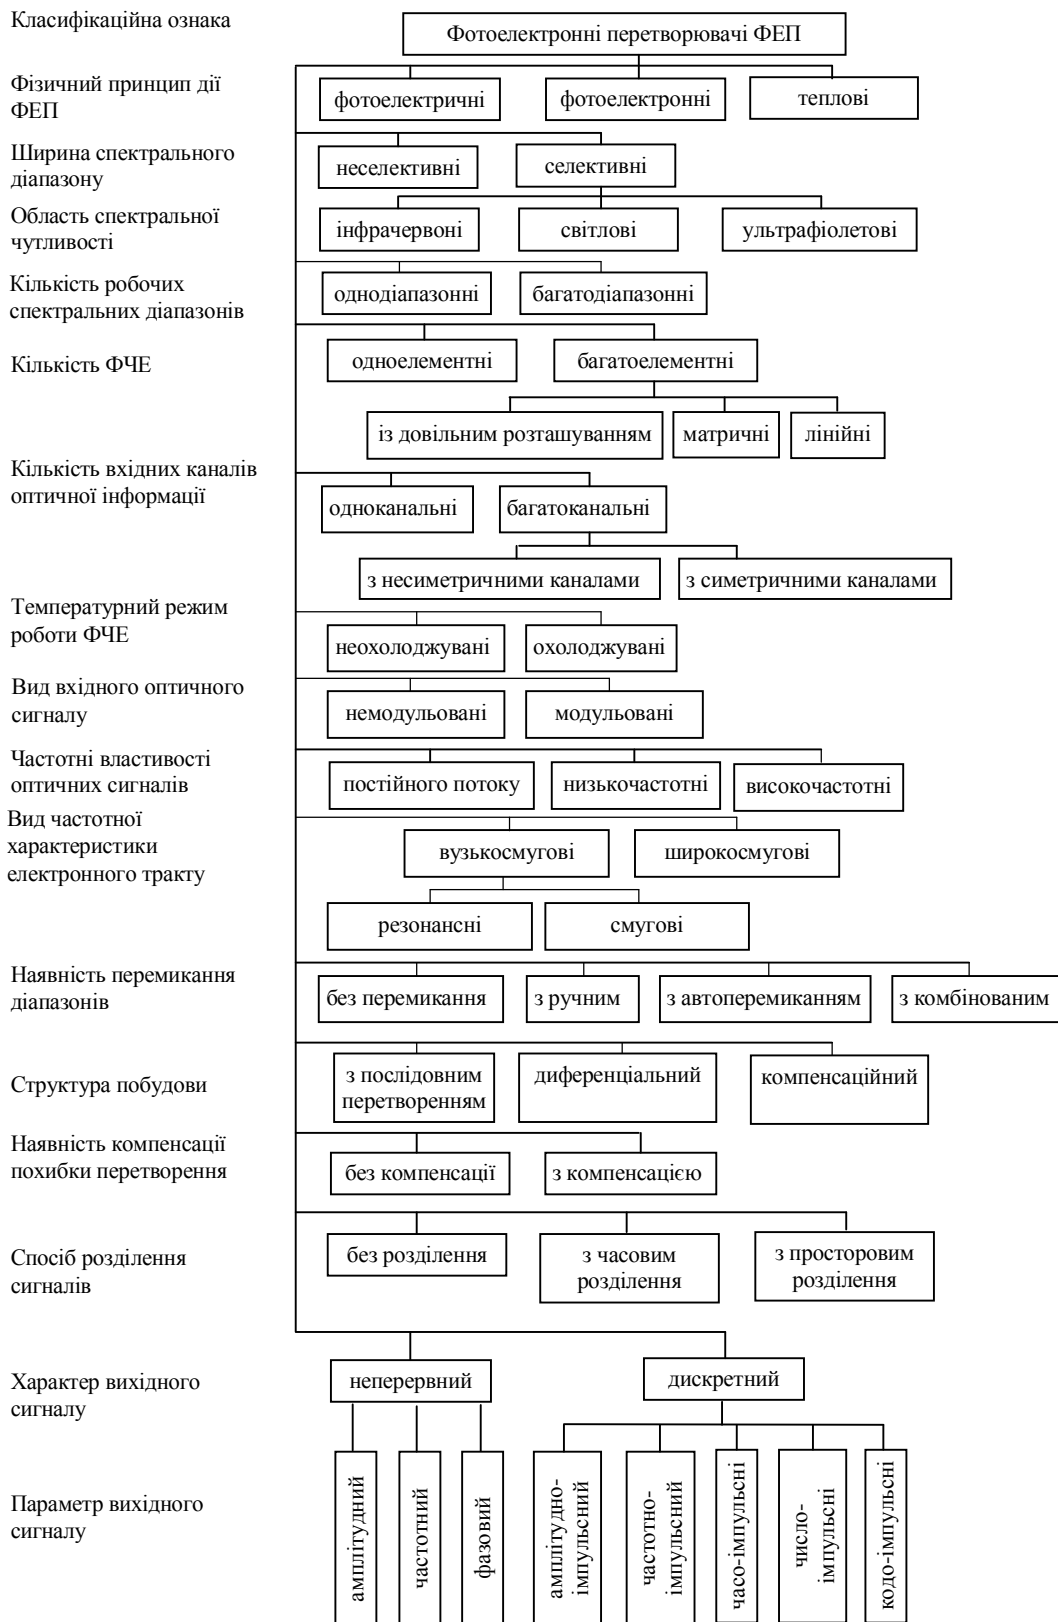 Класифікаційна ознака
Фотоелектронні перетворювачі ФЕП
Фізичний принцип дії
ФЕП
фотоелектричні
фотоелектронні
теплові
Ширина спектрального
діапазону
неселективні
селективні
Область спектральної
чутливості
інфрачервоні
світлові
ультрафіолетові
Кількість робочих
спектральних діапазонів
однодіапазонні
багатодіапазонні
Кількість ФЧЕ
одноелементні
багатоелементні
із довільним розташуванням
матричні
лінійні
Кількість вхідних каналів
оптичної інформації
одноканальні
багатоканальні
з несиметричними каналами
з симетричними каналами
Температурний режим
роботи ФЧЕ
неохолоджувані
охолоджувані
Вид вхідного оптичного
сигналу
немодульовані
модульовані
Частотні властивості
оптичних сигналів
постійного потоку
низькочастотні
високочастотні
Вид частотної
характеристики
електронного тракту
вузькосмугові
широкосмугові
резонансні
смугові
Наявність перемикання
діапазонів
без перемикання
з ручним
з автоперемиканням
з комбінованим
Структура побудови
з послідовним
перетворенням
диференціальний
компенсаційний
Наявність компенсації
похибки перетворення
без компенсації
з компенсацією
Спосіб розділення
сигналів
без розділення
з часовим
розділення
з просторовим
розділення
Характер вихідного
сигналу
неперервний
дискретний
Параметр вихідного
сигналу
амплітудний
частотний
фазовий
амплітудно-
імпульсний
частотно-
імпульсний
часо-імпульсні
число-
імпульсні
кодо-імпульсні